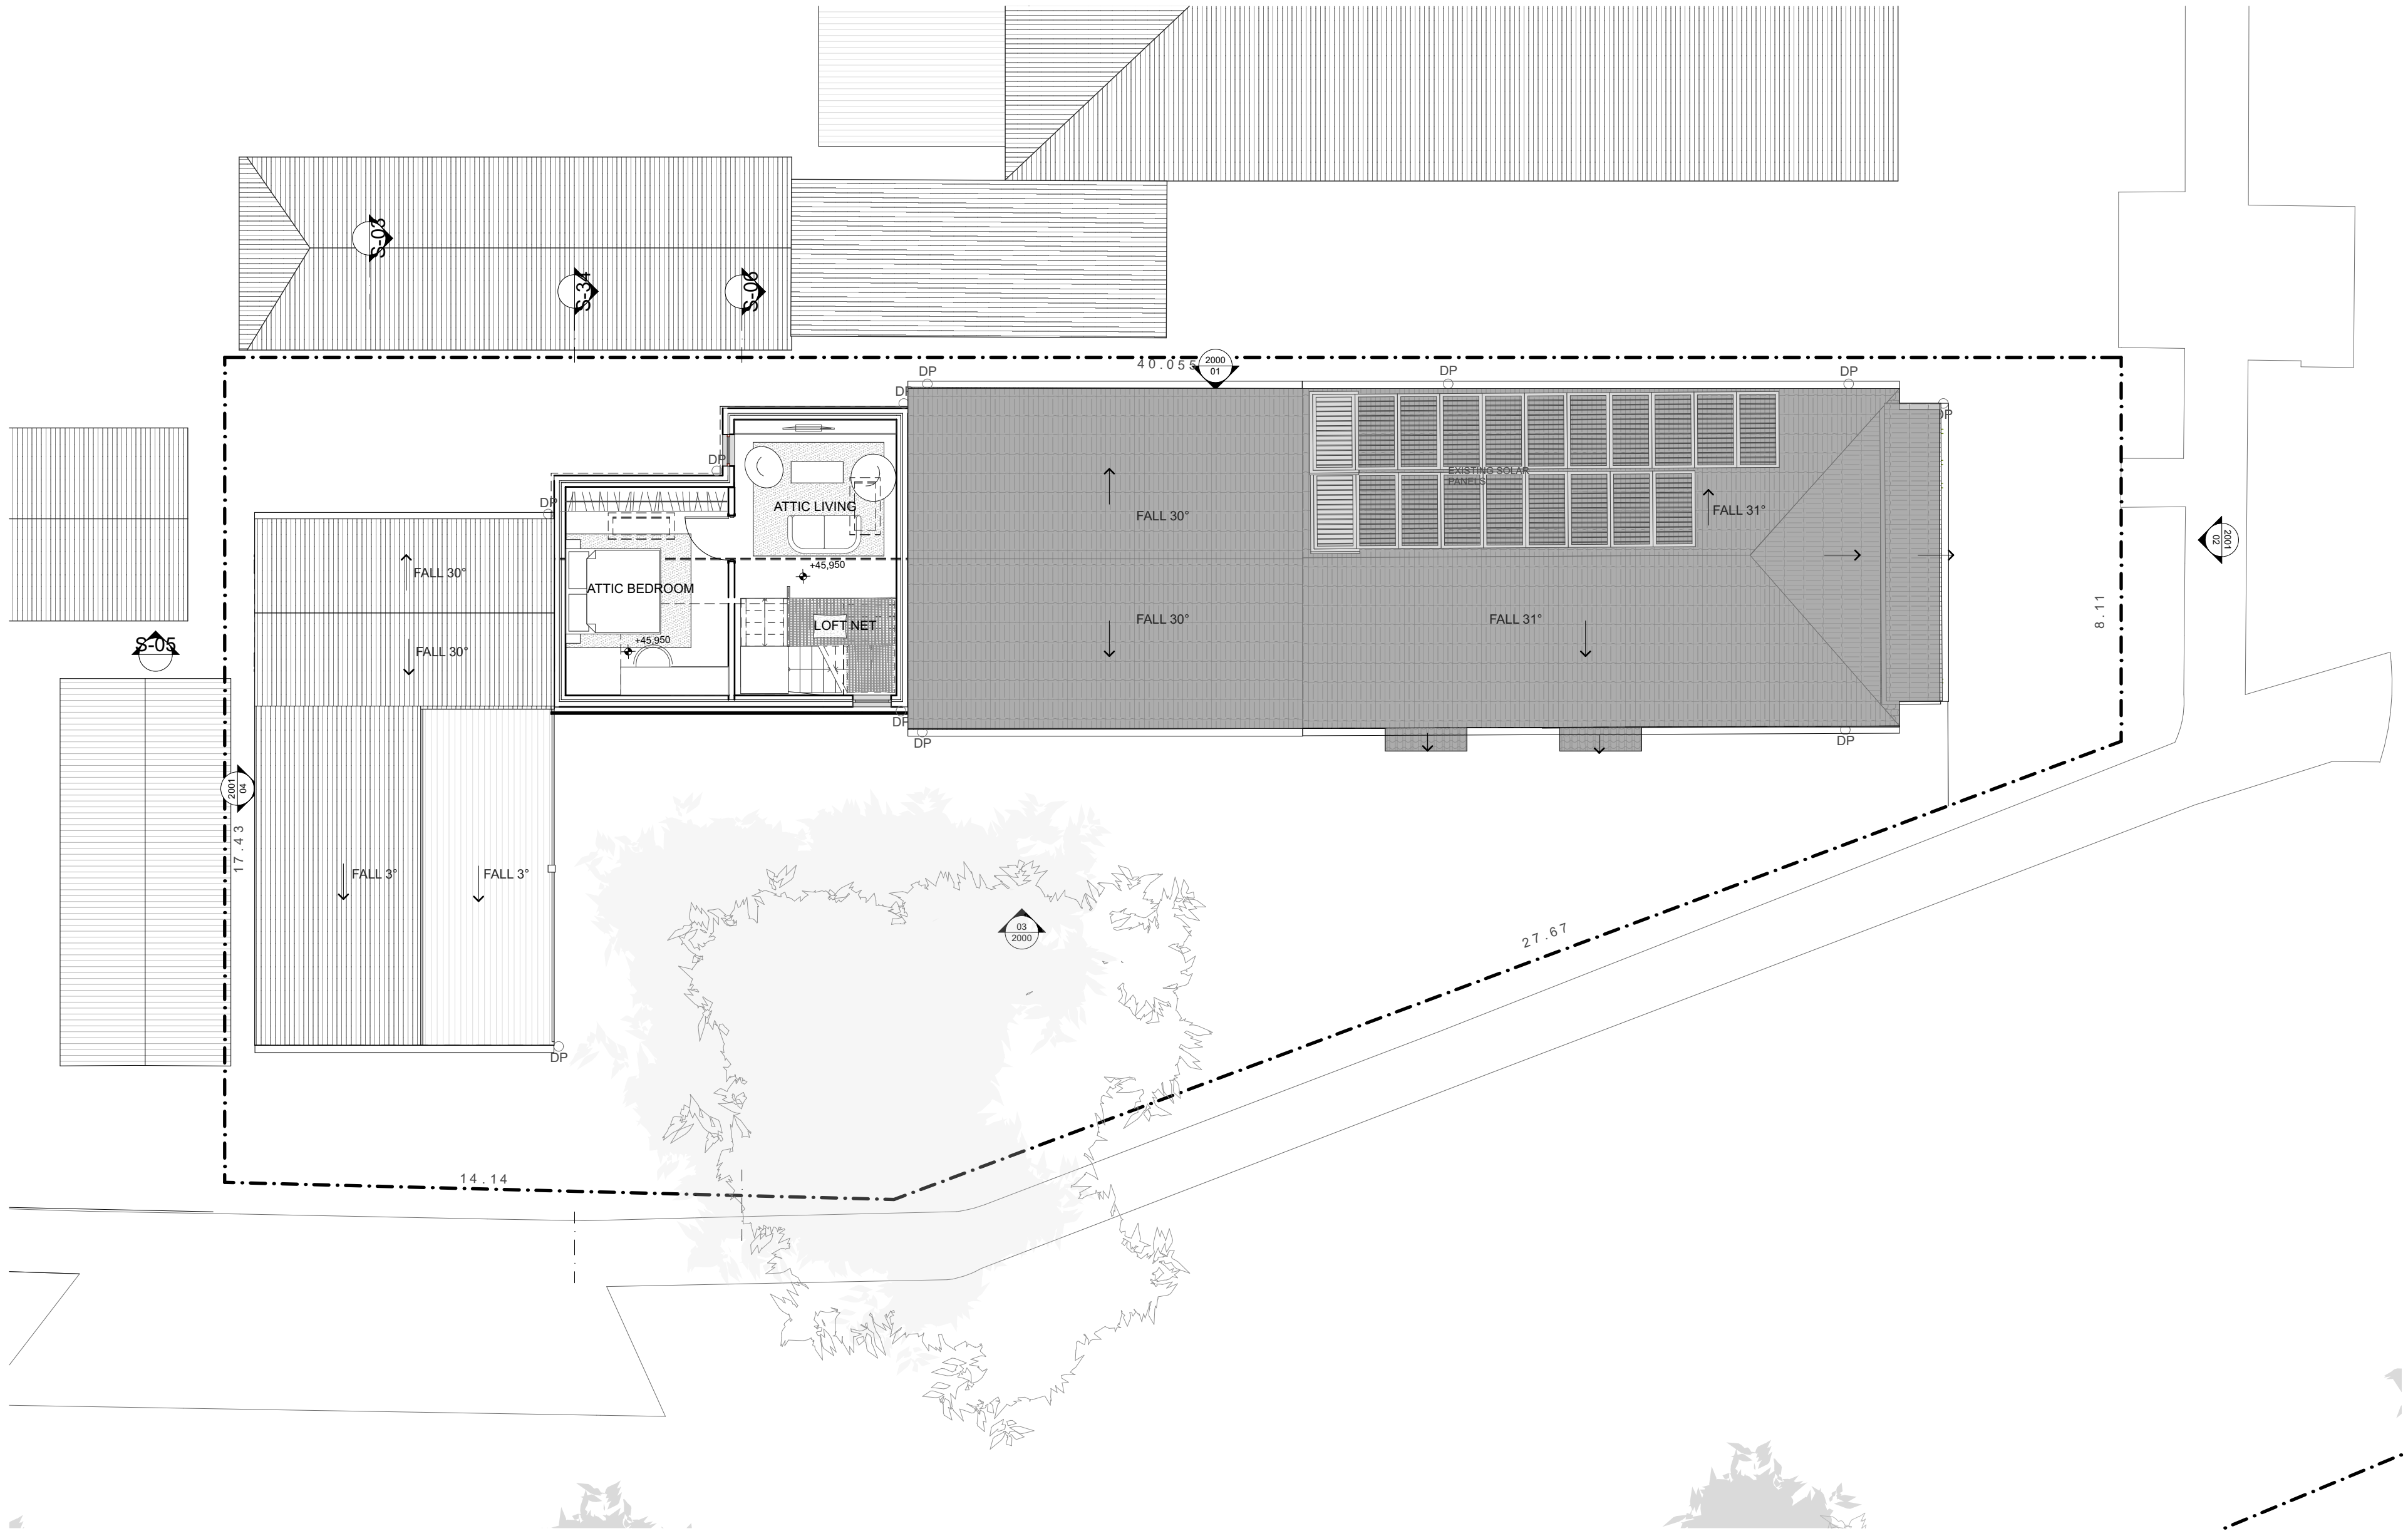 S-03
S-34
S-06
40.055
2000
01
DP
DP
DP
DP
DP
DP
DP
EXISTING SOLAR
PANELS
ATTIC LIVING
FALL 30°
FALL 31°
2001
02
+45,950
FALL 30°
ATTIC BEDROOM
LOFT NET
FALL 30°
FALL 31°
8.11
S-05
+45,950
FALL 30°
DP
DP
DP
2001
04
17.43
FALL 3°
FALL 3°
03
2000
27.67
DP
14.14